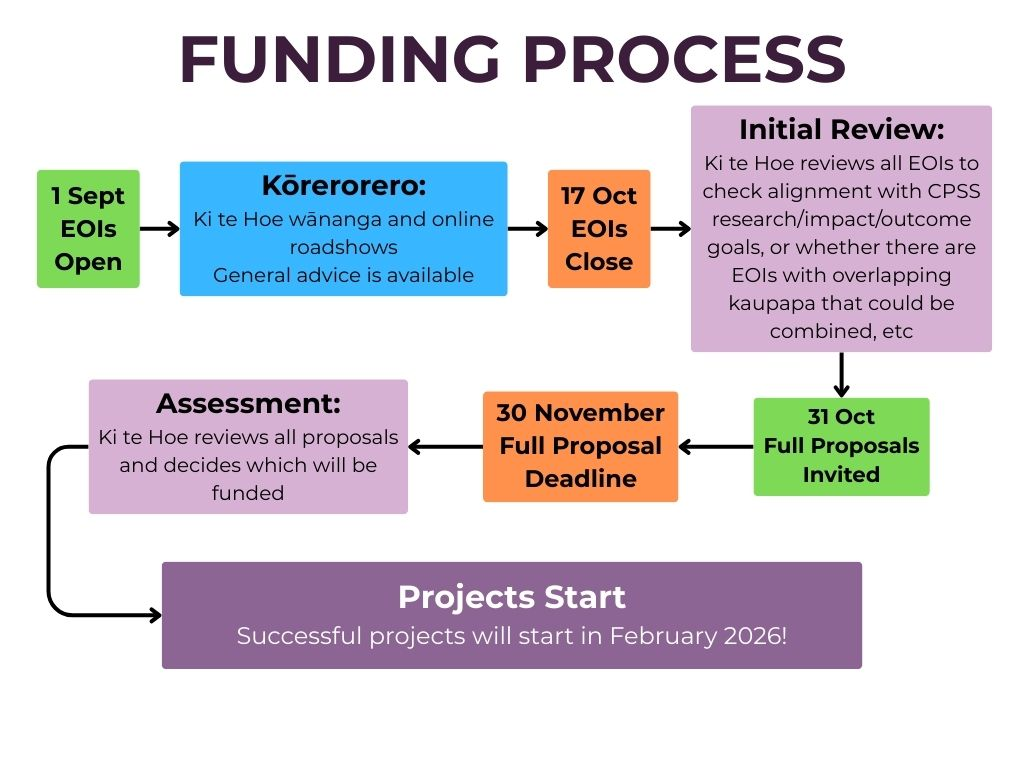 FUNDING PROCESS
1 Sept
EOIs
Open
Kōrerorero:
Ki te Hoe wānanga and online
roadshows
General advice is available
17 Oct
EOIs
Close
Initial Review:
Ki te Hoe reviews all EOIs to
check alignment with CPSS
research/impact/outcome
goals, or whether there are
EOIs with overlapping
kaupapa that could be
combined, etc
31 Oct
Full Proposals
Invited
30 November
Full Proposal
Deadline
Assessment:
Ki te Hoe reviews all proposals
and decides which will be
funded
Projects Start
Successful projects will start in February 2026!